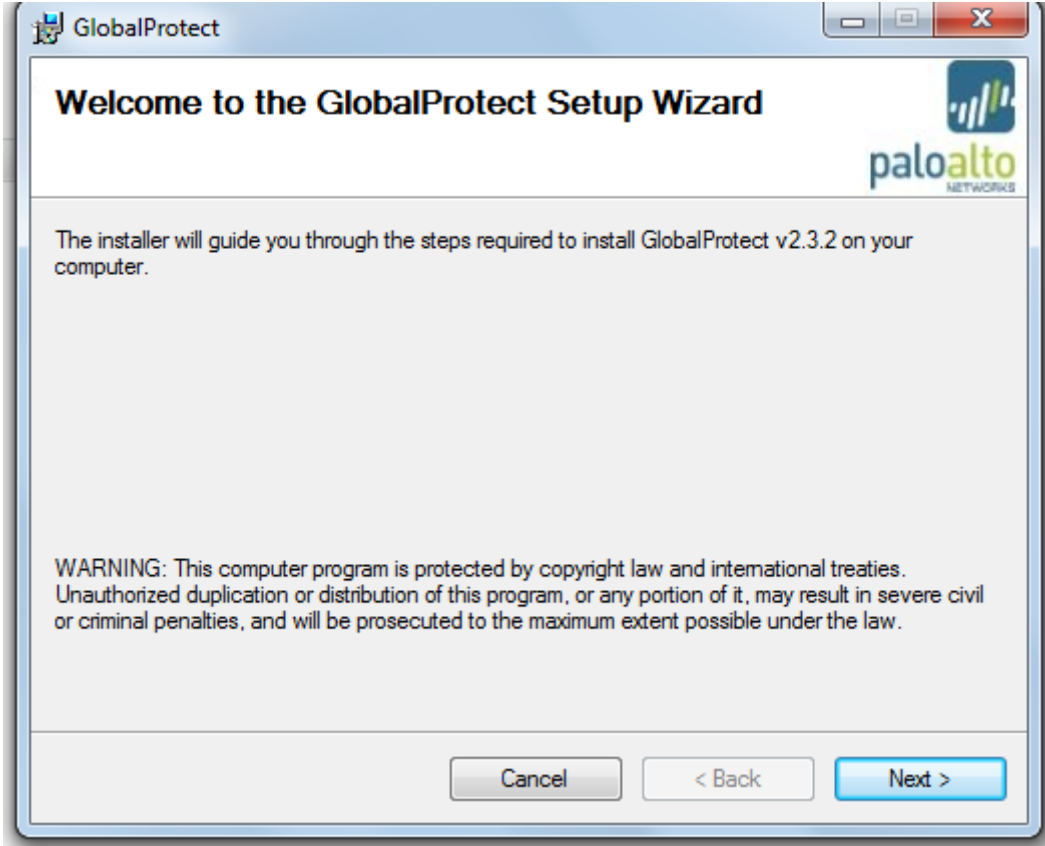 GlobalProtect
Welcome to the GlobalProtect Setup Wizard
paloalto
NETWORKS
The installer will guide you through the steps required to install GlobalProtect v2.3.2 on your
computer.
WARNING: This computer program is protected by copyright law and international treaties.
Unauthorized duplication or distribution of this program, or any portion of it, may result in severe civil
or criminal penalties, and will be prosecuted to the maximum extent possible under the law.
Cancel
< Back
Next >